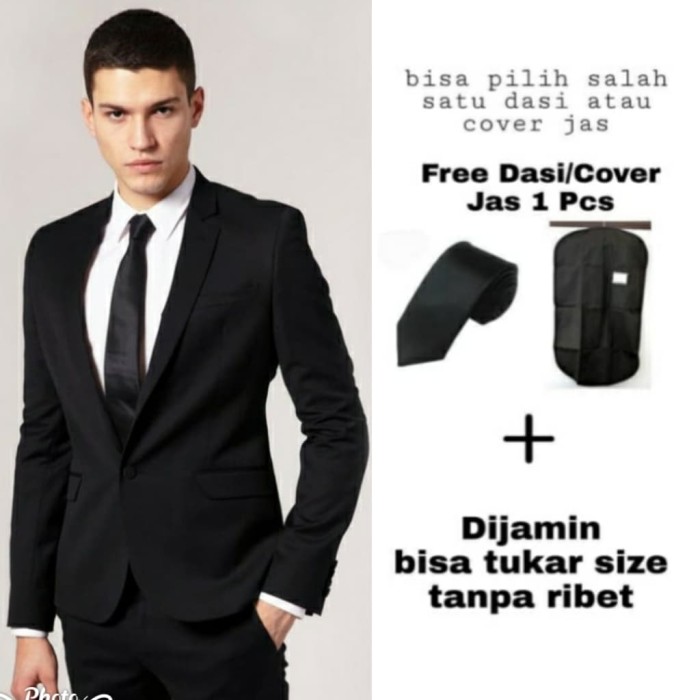 bisa pilih salah
satu dasi atau
cover jas
Free Dasi/Cover
Jas 1 Pcs
+
Dijamin
bisa tukar size
tanpa ribet
Photo